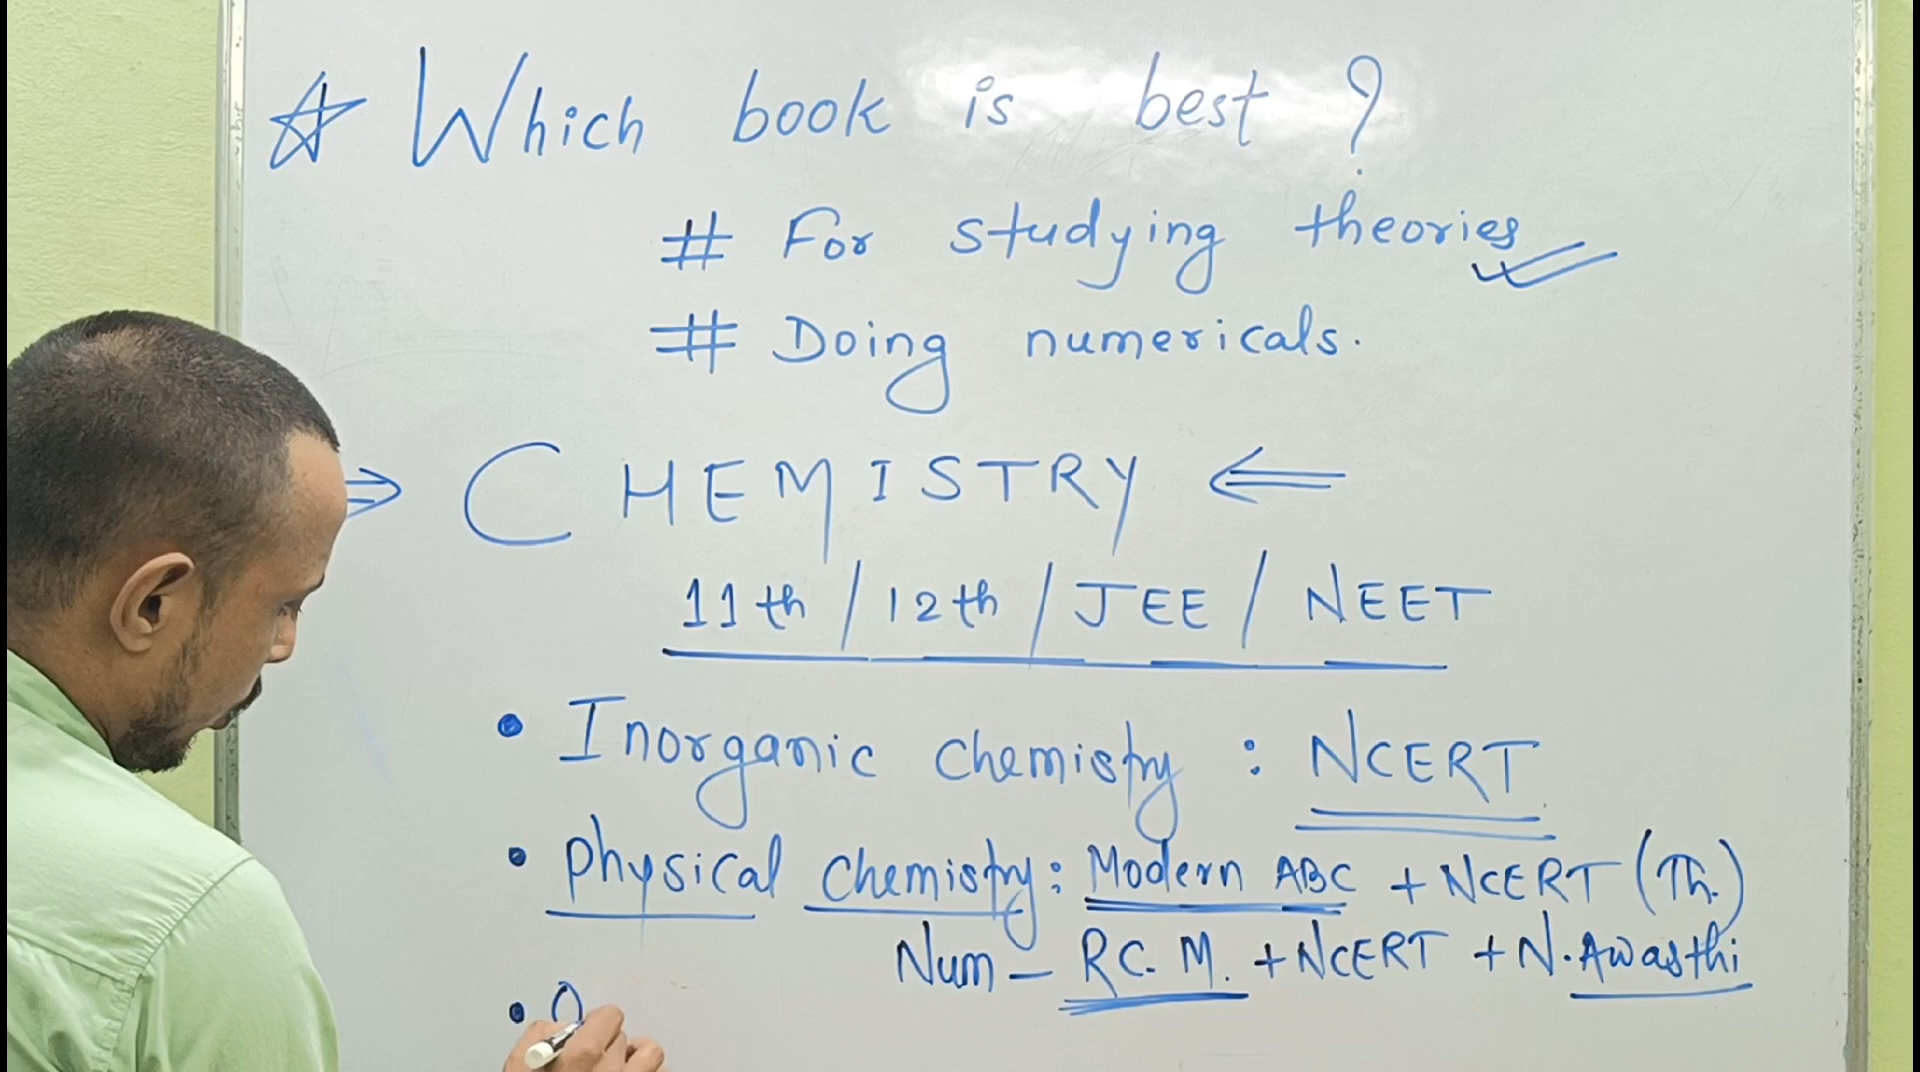 ☆ Which book is best ?
# For studying theories
# Doing numericals.
⇒ CHEMISTRY ⇐
11th / 12th / JEE / NEET
• Inorganic Chemistry : NCERT
• Physical Chemistry : Modern ABC + NCERT (Th.)
Num – R.C. M. + NCERT + N. Awasthi
• O